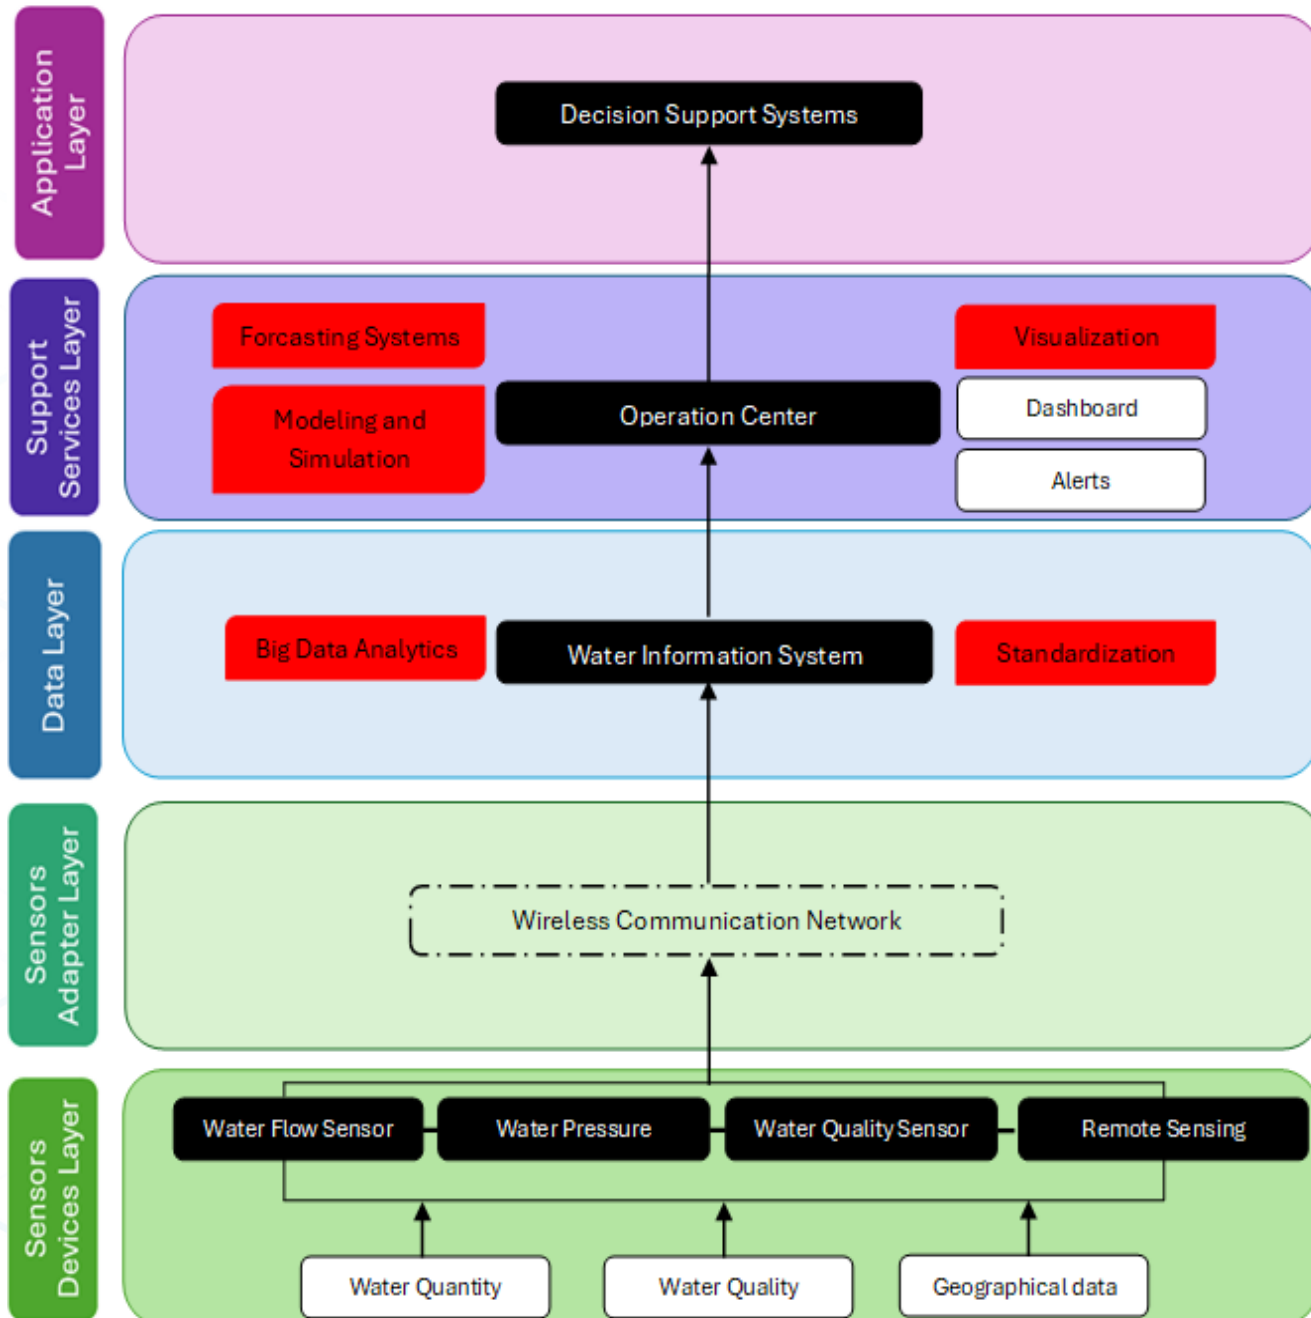 Application
Layer
Decision Support Systems
Support
Services Layer
Forcasting Systems
Modeling and
Simulation
Operation Center
Visualization
Dashboard
Alerts
Data Layer
Big Data Analytics
Water Information System
Standardization
Sensors
Adapter Layer
Wireless Communication Network
Sensors
Devices Layer
Water Flow Sensor
Water Pressure
Water Quality Sensor
Remote Sensing
Water Quantity
Water Quality
Geographical data